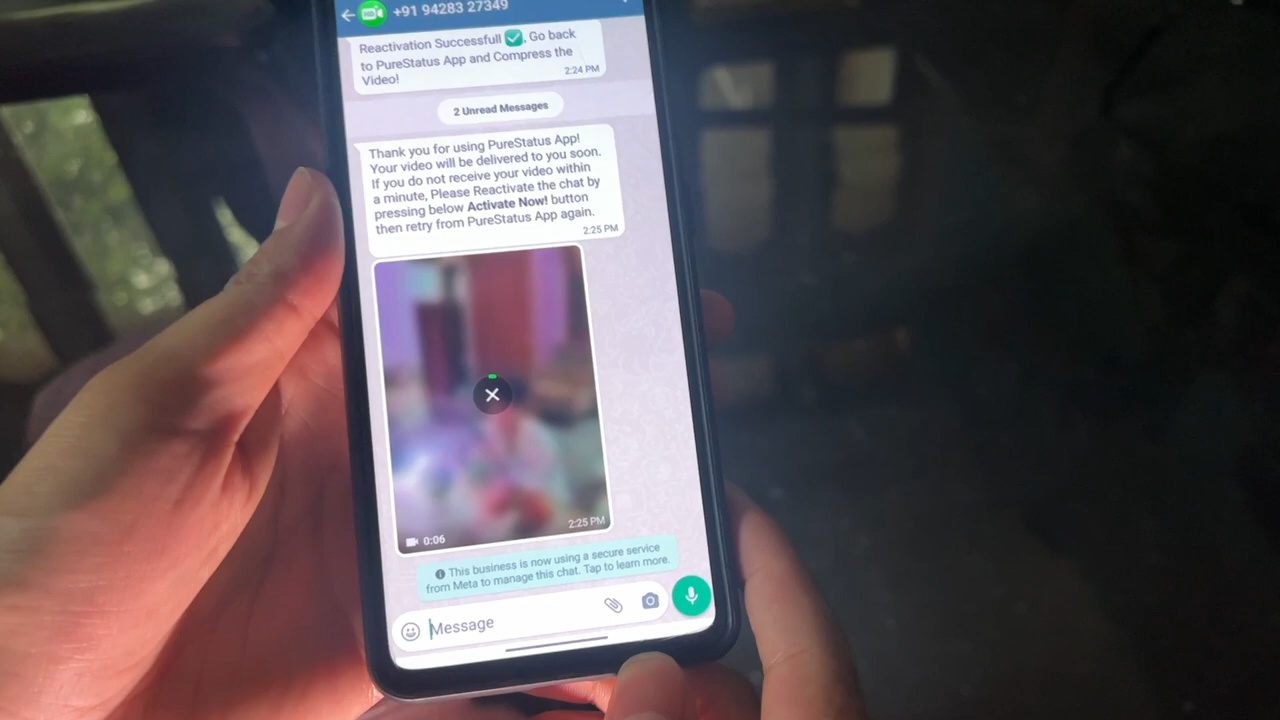 +91 94283 27349
Reactivation Successfull ✅. Go back
to PureStatus App and Compress the
Video!
2:24 PM
2 Unread Messages
Thank you for using PureStatus App!
Your video will be delivered to you soon.
If you do not receive your video within
a minute, Please Reactivate the chat by
pressing below Activate Now! button
then retry from PureStatus App again.
2:25 PM
0:06
2:25 PM
This business is now using a secure service
from Meta to manage this chat. Tap to learn more.
Message